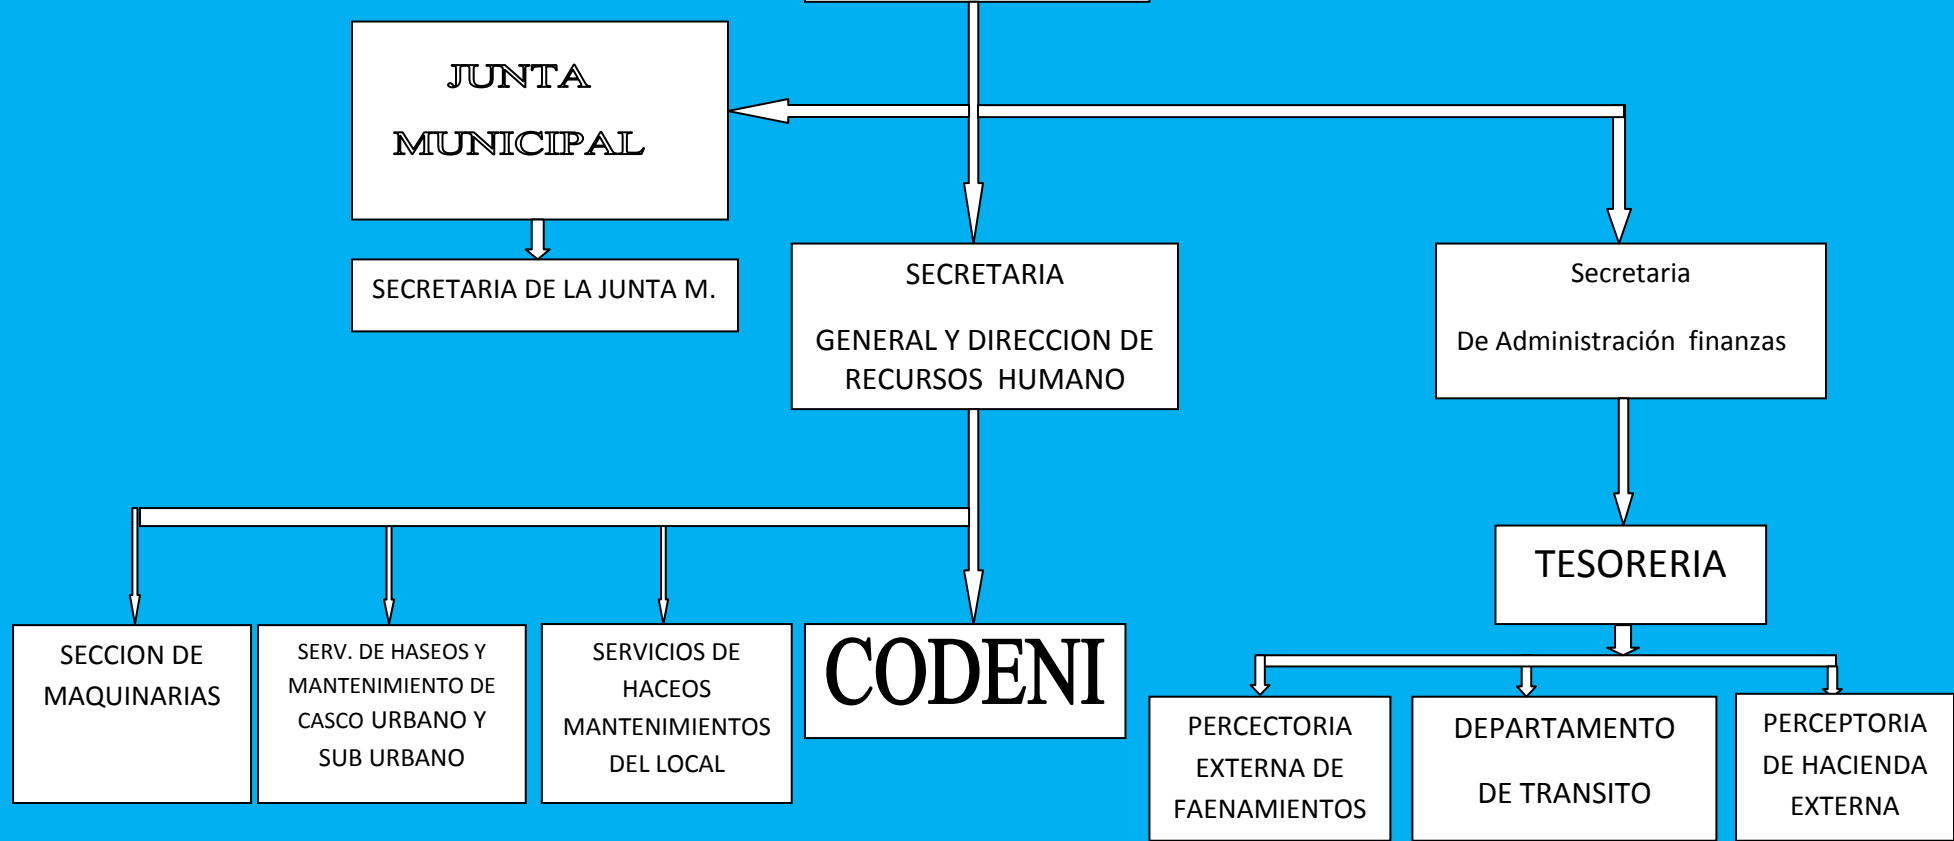 JUNTA
MUNICIPAL
SECRETARIA DE LA JUNTA M.
SECRETARIA
GENERAL Y DIRECCION DE
RECURSOS HUMANO
Secretaria
De Administración finanzas
TESORERIA
SECCION DE
MAQUINARIAS
SERV. DE HASEOS Y
MANTENIMIENTO DE
CASCO URBANO Y
SUB URBANO
SERVICIOS DE
HACEOS
MANTENIMIENTOS
DEL LOCAL
CODENI
PERCECTORIA
EXTERNA DE
FAENAMIENTOS
DEPARTAMENTO
DE TRANSITO
PERCEPTORIA
DE HACIENDA
EXTERNA